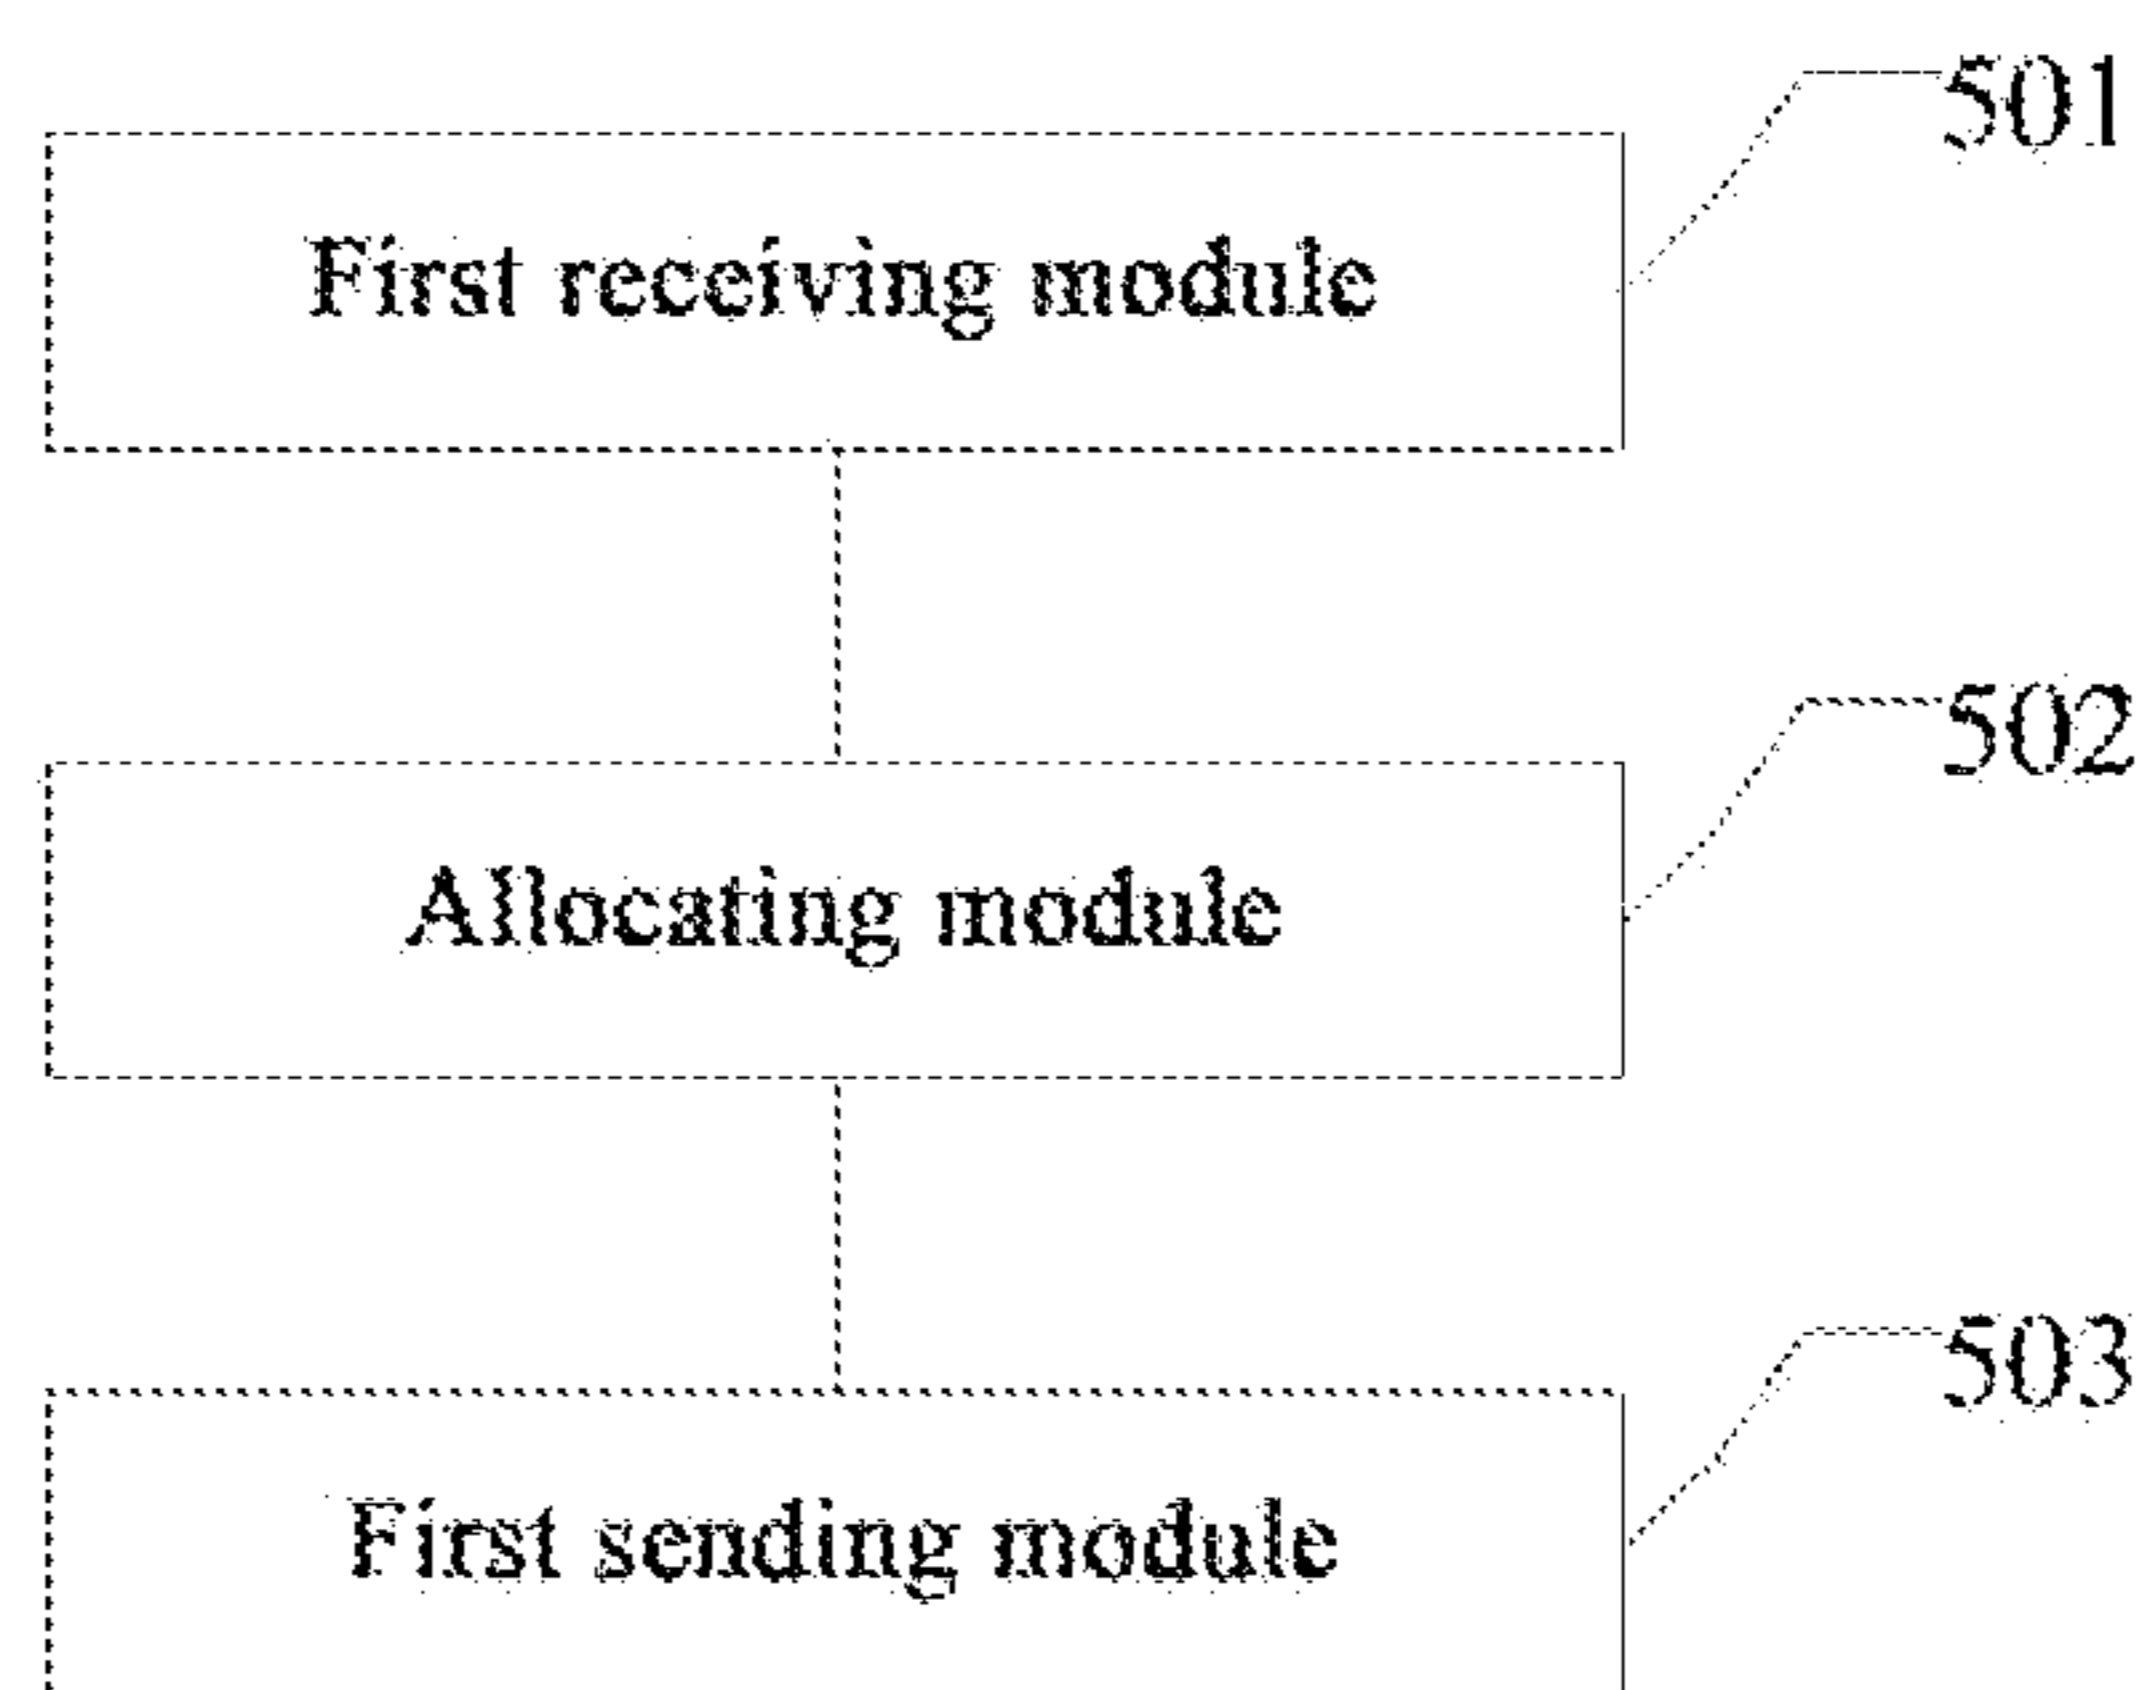 501
First receiving module
502
Allocating module
503
First sending module